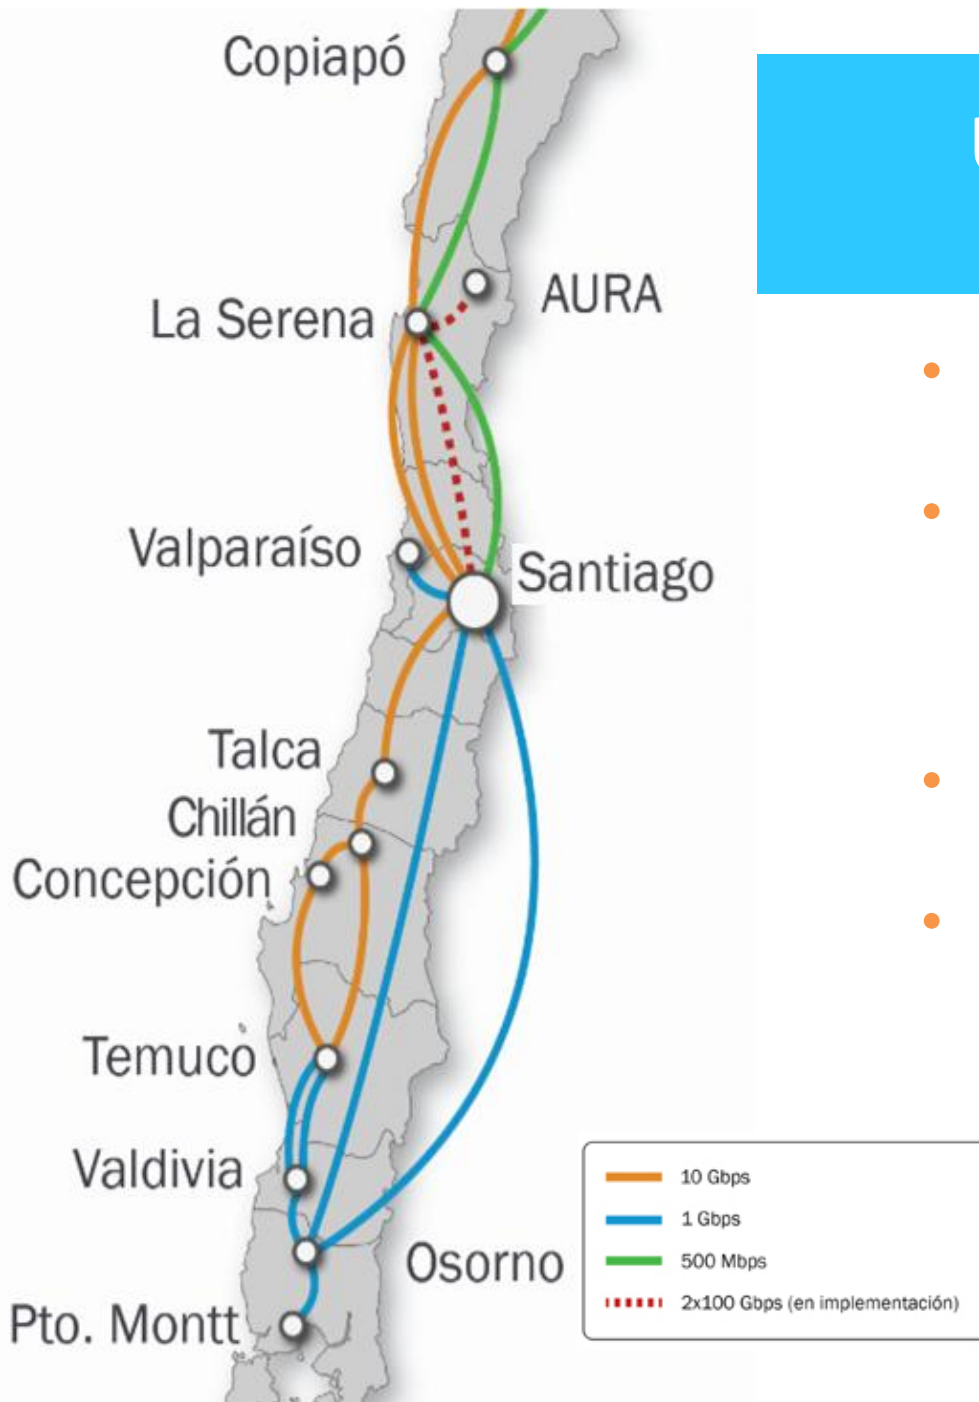 Copiapó
AURA
La Serena
Valparaíso
Santiago
Talca
Chillán
Concepción
Temuco
Valdivia
Osorno
Pto. Montt
10 Gbps
1 Gbps
500 Mbps
2x100 Gbps (en implementación)